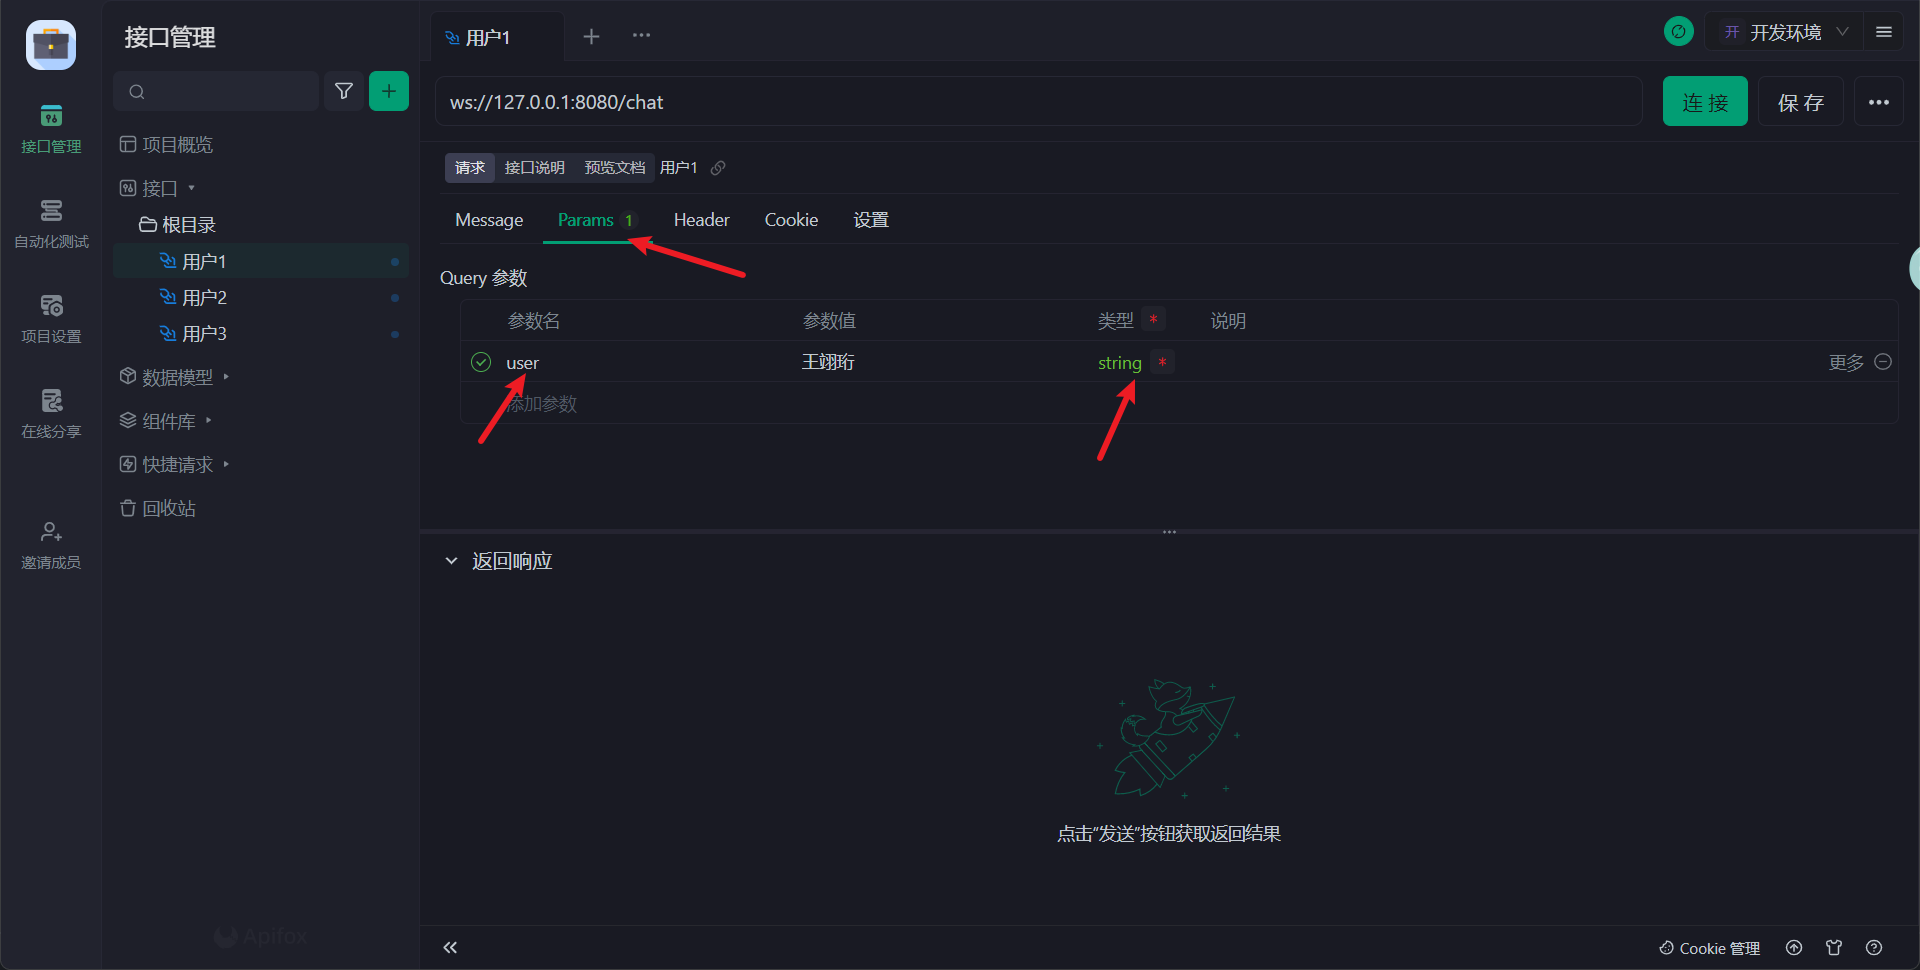 接口管理
自动化测试
项目设置
在线分享
邀请成员
接口管理
项目概览
接口
根目录
用户1
用户2
用户3
数据模型
组件库
快捷请求
回收站
Apifox
用户1
开 开发环境
ws://127.0.0.1:8080/chat
连 接
保 存
请求 接口说明 预览文档 用户1
Message Params 1 Header Cookie 设置
Query 参数
参数名 参数值 类型 * 说明
user 王翊珩 string * 更多
添加参数
返回响应
点击“发送”按钮获取返回结果
Cookie 管理